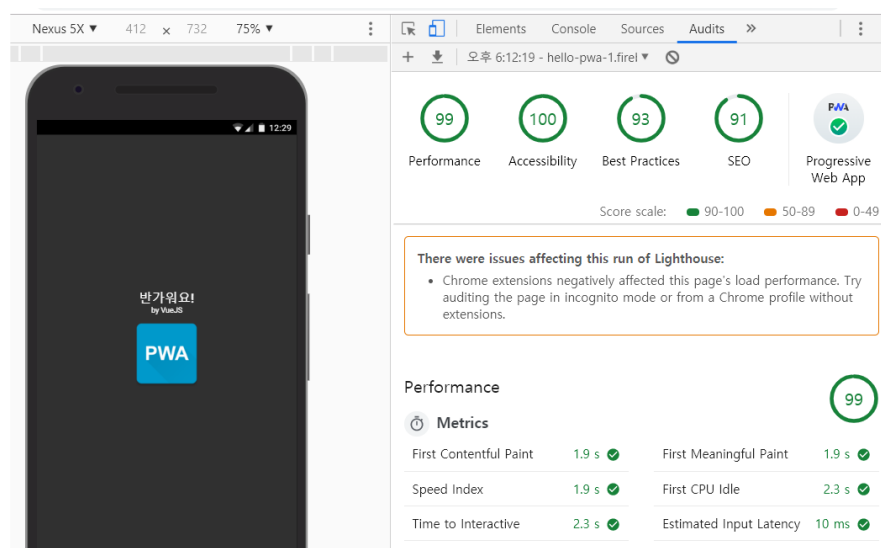 Nexus 5X ▼ 412 x 732 75% ▼
Elements Console Sources Audits »
+ 오후 6:12:19 - hello-pwa-1.firel ▼
12:29
반가워요!
by VueJS
PWA
99 100 93 91 PWA
Performance Accessibility Best Practices SEO Progressive
Web App
Score scale: 90-100 50-89 0-49
There were issues affecting this run of Lighthouse:
• Chrome extensions negatively affected this page's load performance. Try
auditing the page in incognito mode or from a Chrome profile without
extensions.
Performance 99
Metrics
First Contentful Paint 1.9 s First Meaningful Paint 1.9 s
Speed Index 1.9 s First CPU Idle 2.3 s
Time to Interactive 2.3 s Estimated Input Latency 10 ms